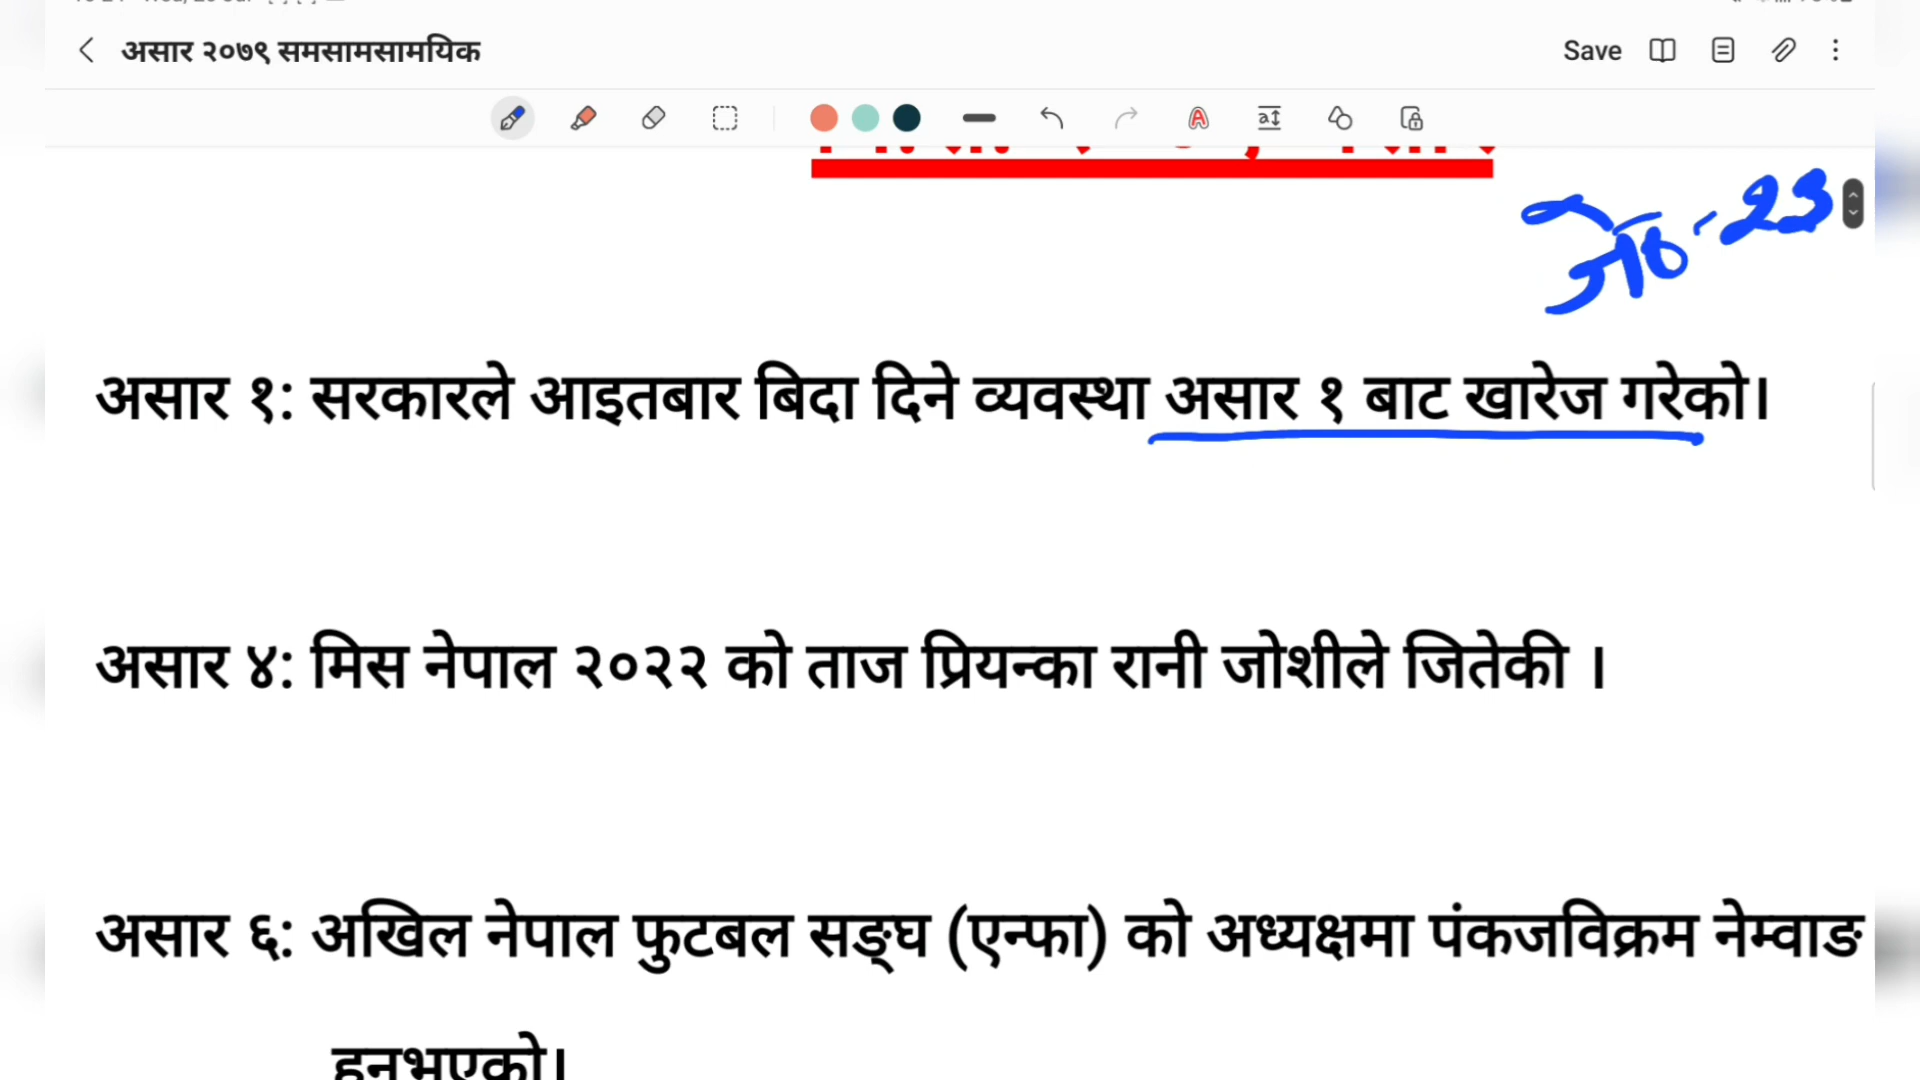 असार २०७९ समसामसामयिक
Save
असार १: सरकारले आइतबार बिदा दिने व्यवस्था असार १ बाट खारेज गरेको।
असार ४: मिस नेपाल २०२२ को ताज प्रियन्का रानी जोशीले जितेकी ।
असार ६: अखिल नेपाल फुटबल सङ्घ (एन्फा) को अध्यक्षमा पंकजविक्रम नेम्वाङ